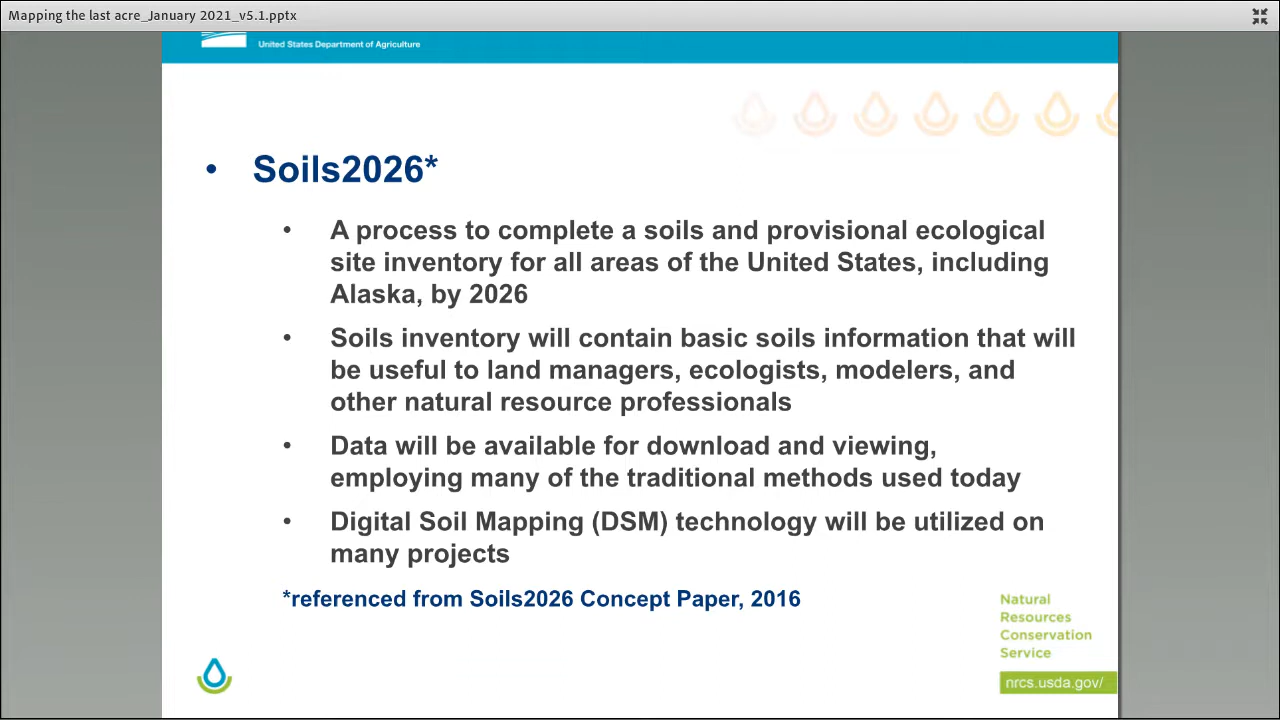 Mapping the last acre_January 2021_v5.1.pptx
United States Department of Agriculture
• Soils2026*
• A process to complete a soils and provisional ecological
site inventory for all areas of the United States, including
Alaska, by 2026
• Soils inventory will contain basic soils information that will
be useful to land managers, ecologists, modelers, and
other natural resource professionals
• Data will be available for download and viewing,
employing many of the traditional methods used today
• Digital Soil Mapping (DSM) technology will be utilized on
many projects
*referenced from Soils2026 Concept Paper, 2016
Natural
Resources
Conservation
Service
nrcs.usda.gov/